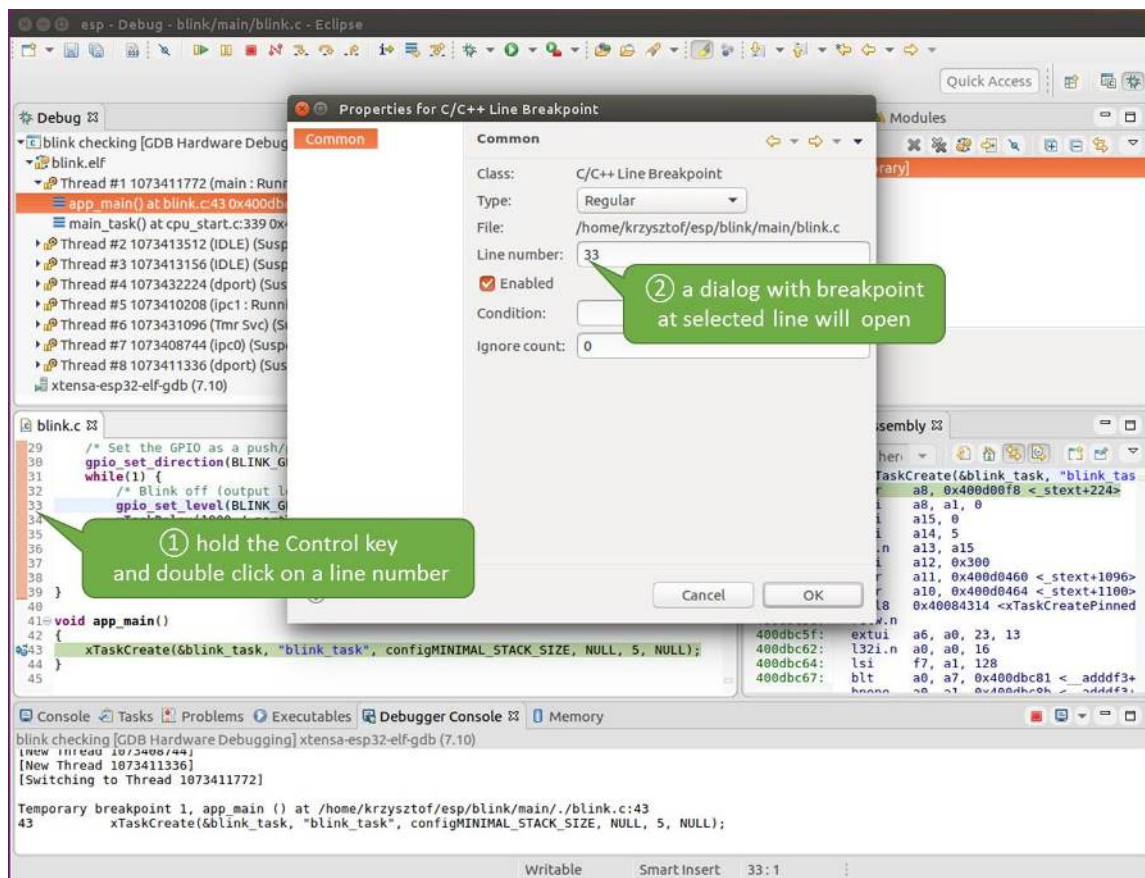 esp - Debug - blink/main/blink.c - Eclipse
Quick Access
Debug
blink checking [GDB Hardware Debug
blink.elf
Thread #1 1073411772 (main : Runn
app_main() at blink.c:43 0x400db
main_task() at cpu_start.c:339 0x4
Thread #2 1073413512 (IDLE) (Susp
Thread #3 1073413156 (IDLE) (Susp
Thread #4 1073432224 (dport) (Sus
Thread #5 1073410208 (ipc1 : Runni
Thread #6 1073431096 (Tmr Svc) (S
Thread #7 1073408744 (ipc0) (Susp
Thread #8 1073411336 (dport) (Sus
xtensa-esp32-elf-gdb (7.10)
Properties for C/C++ Line Breakpoint
Common
Common
Class: C/C++ Line Breakpoint
Type: Regular
File: /home/krzysztof/esp/blink/main/blink.c
Line number: 33
Enabled
Condition:
Ignore count: 0
② a dialog with breakpoint
at selected line will open
Cancel OK
Modules
rary]
blink.c
29 /* Set the GPIO as a push/
30 gpio_set_direction(BLINK_G
31 while(1) {
32 /* Blink off (output l
33 gpio_set_level(BLINK_G
34
35
36
37
38
39 }
40
41 void app_main()
42 {
43 xTaskCreate(&blink_task, "blink_task", configMINIMAL_STACK_SIZE, NULL, 5, NULL);
44 }
45
① hold the Control key
and double click on a line number
sembly
her
TaskCreate(&blink_task, "blink_tas
r a8, 0x400d00f8 <_stext+224>
i a8, a1, 0
i a15, 0
i a14, 5
.n a13, a15
i a12, 0x300
r a11, 0x400d0460 <_stext+1096>
r a10, 0x400d0464 <_stext+1100>
l8 0x40084314 <xTaskCreatePinned
400dbc5f: extui a6, a0, 23, 13
400dbc62: l32i.n a0, a0, 16
400dbc64: lsi f7, a1, 128
400dbc67: blt a0, a7, 0x400dbc81 <__adddf3+
Console Tasks Problems Executables Debugger Console Memory
blink checking [GDB Hardware Debugging] xtensa-esp32-elf-gdb (7.10)
[New Thread 1073408744]
[New Thread 1073411336]
[Switching to Thread 1073411772]
Temporary breakpoint 1, app_main () at /home/krzysztof/esp/blink/main/./blink.c:43
43 xTaskCreate(&blink_task, "blink_task", configMINIMAL_STACK_SIZE, NULL, 5, NULL);
Writable Smart Insert 33 : 1